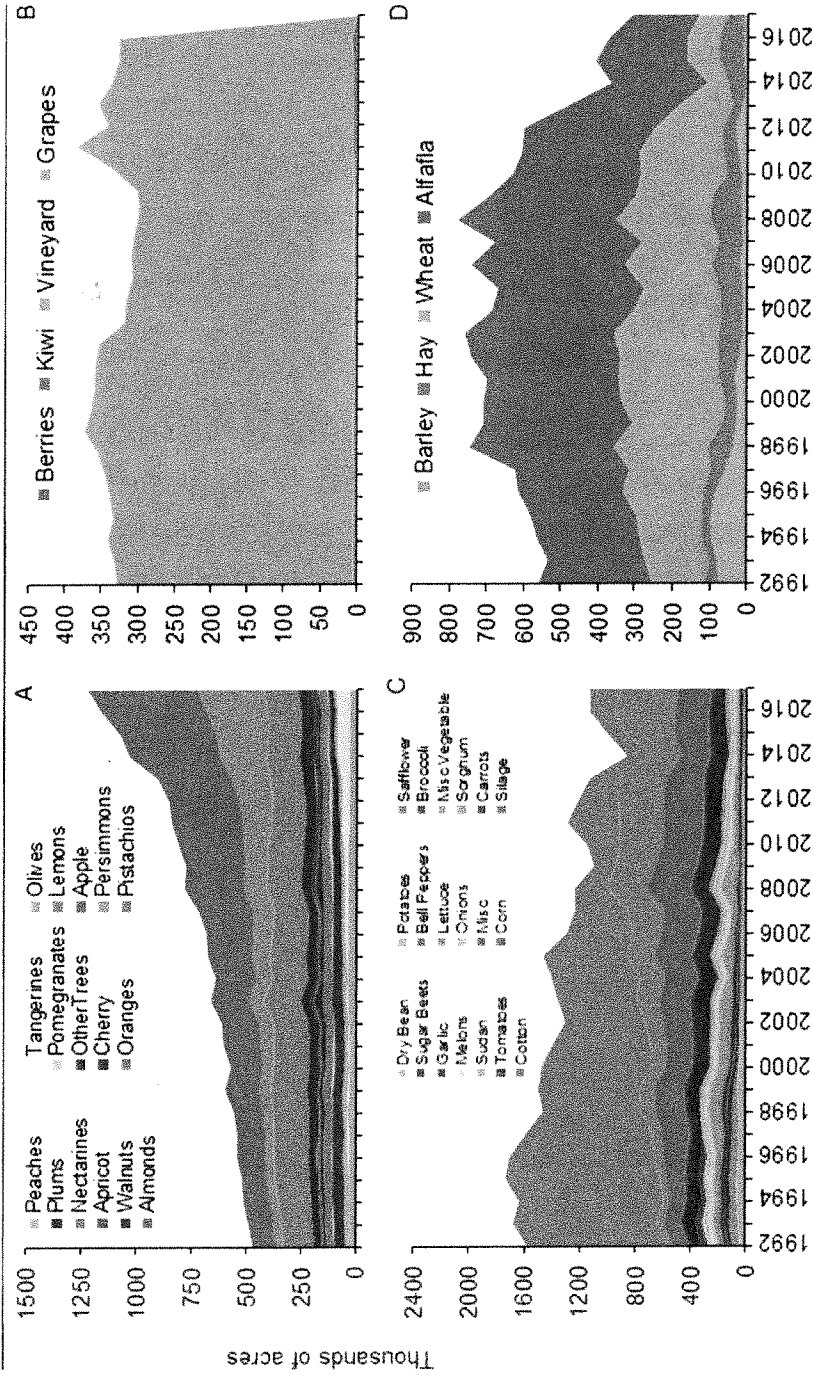 Thousands of acres
A
1500
1250
1000
750
500
250
0
Peaches
Plums
Nectarines
Apricot
Walnuts
Almonds
Tangerines
Pomegranates
OtherTrees
Cherry
Oranges
Olives
Lemons
Apple
Persimmons
Pistachios
B
450
400
350
300
250
200
150
100
50
0
Berries Kiwi Vineyard Grapes
C
2400
2000
1600
1200
800
400
0
Dry Bean
Sugar Beets
Garlic
Melons
Sudan
Tomatoes
Cotton
Potatoes
Bell Peppers
Lettuce
Onions
Misc
Corn
Safflower
Broccoli
Misc Vegetable
Sorghum
Carrots
Silage
1992 1994 1996 1998 2000 2002 2004 2006 2008 2010 2012 2014 2016
D
900
800
700
600
500
400
300
200
100
0
Barley Hay Wheat Alfafla
1992 1994 1996 1998 2000 2002 2004 2006 2008 2010 2012 2014 2016